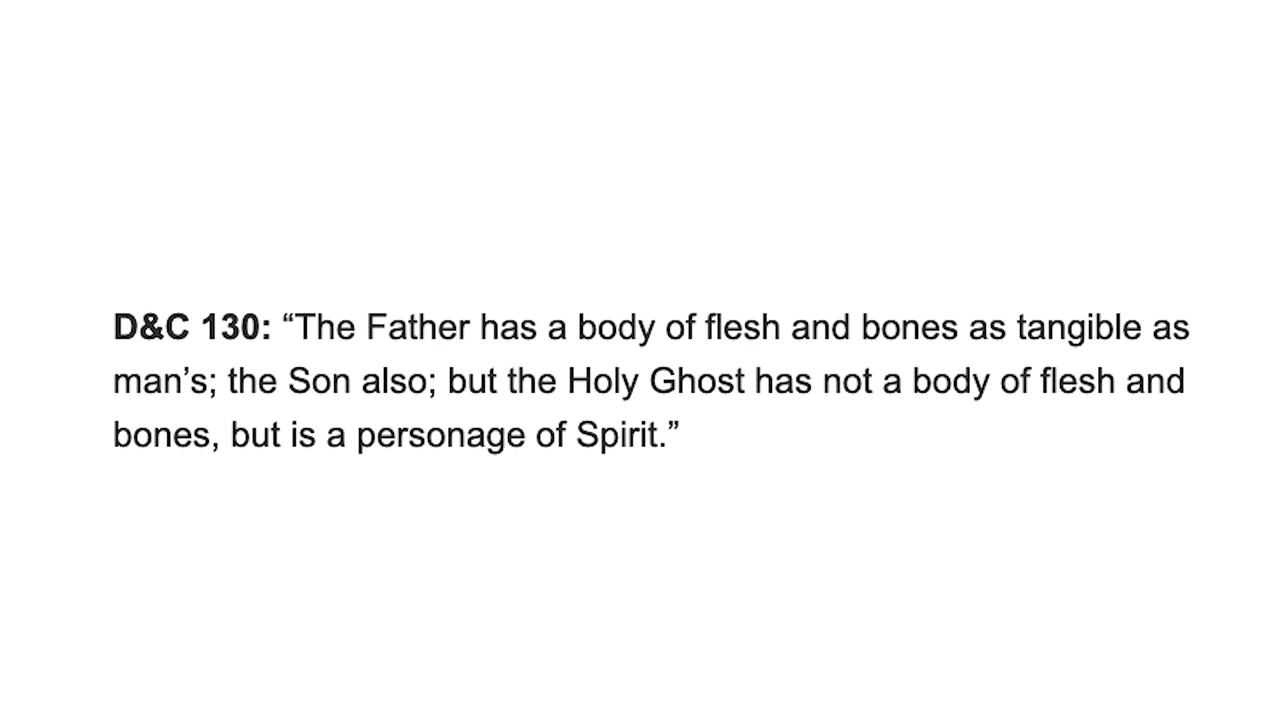 D&C 130: “The Father has a body of flesh and bones as tangible as
man’s; the Son also; but the Holy Ghost has not a body of flesh and
bones, but is a personage of Spirit.”